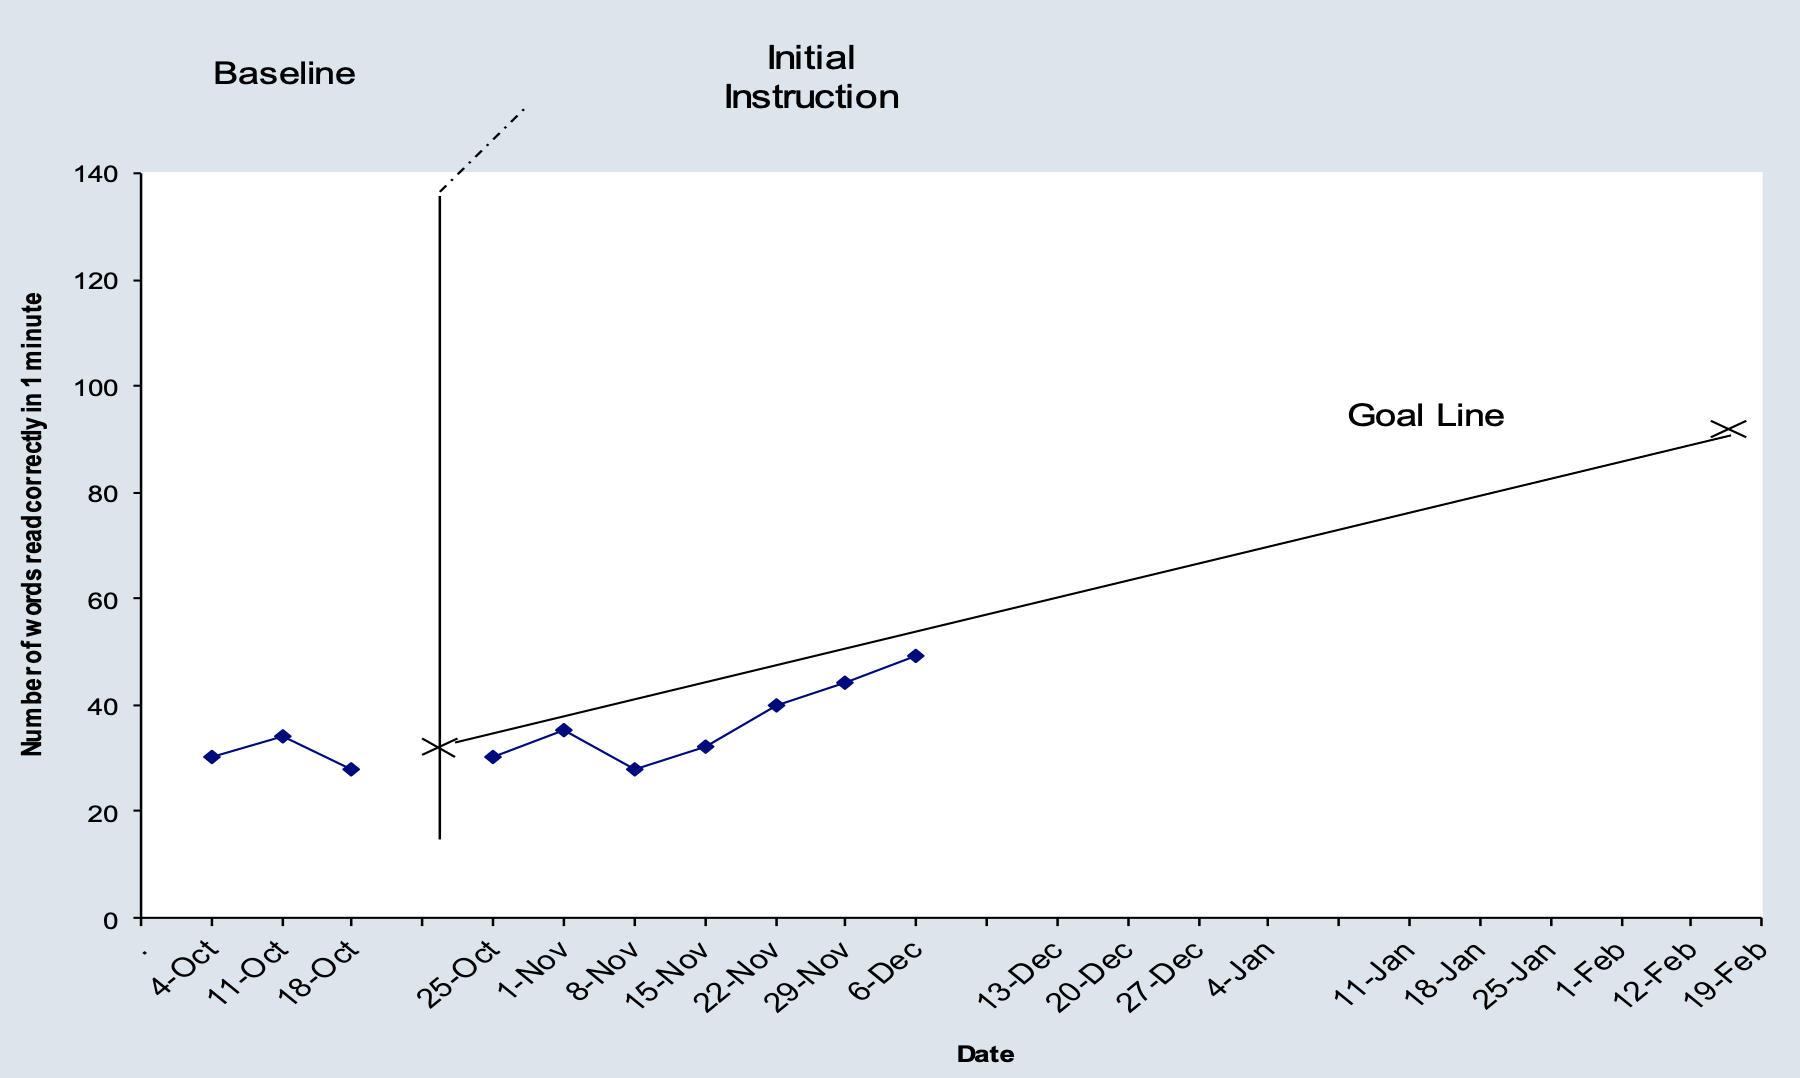 Baseline
Initial
Instruction
140
120
100
80
60
40
20
0
Number of words read correctly in 1 minute
Goal Line
4-Oct
11-Oct
18-Oct
25-Oct
1-Nov
8-Nov
15-Nov
22-Nov
29-Nov
6-Dec
13-Dec
20-Dec
27-Dec
4-Jan
11-Jan
18-Jan
25-Jan
1-Feb
12-Feb
19-Feb
Date